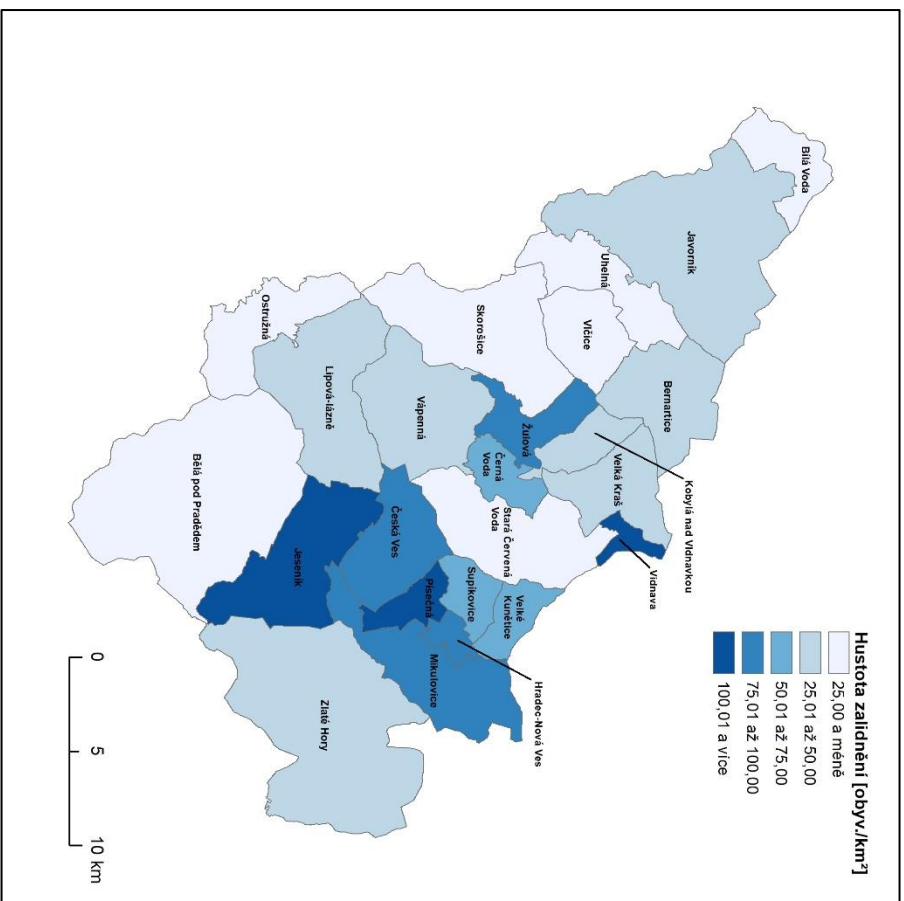 Hustota zalidnění [obyv./km²]
25,00 a méně
25,01 až 50,00
50,01 až 75,00
75,01 až 100,00
100,01 a více
Bílá Voda
Javorník
Uhelná
Vlčice
Bernartice
Skorošice
Kobylá nad Vidnavkou
Velká Kraš
Vidnava
Žulová
Černá
Voda
Stará Červená
Voda
Vápenná
Ostružná
Lipová-lázně
Velké
Kunětice
Supíkovice
Hradec-Nová Ves
Česká Ves
Písečná
Mikulovice
Jeseník
Bělá pod Pradědem
Zlaté Hory
0
5
10 km